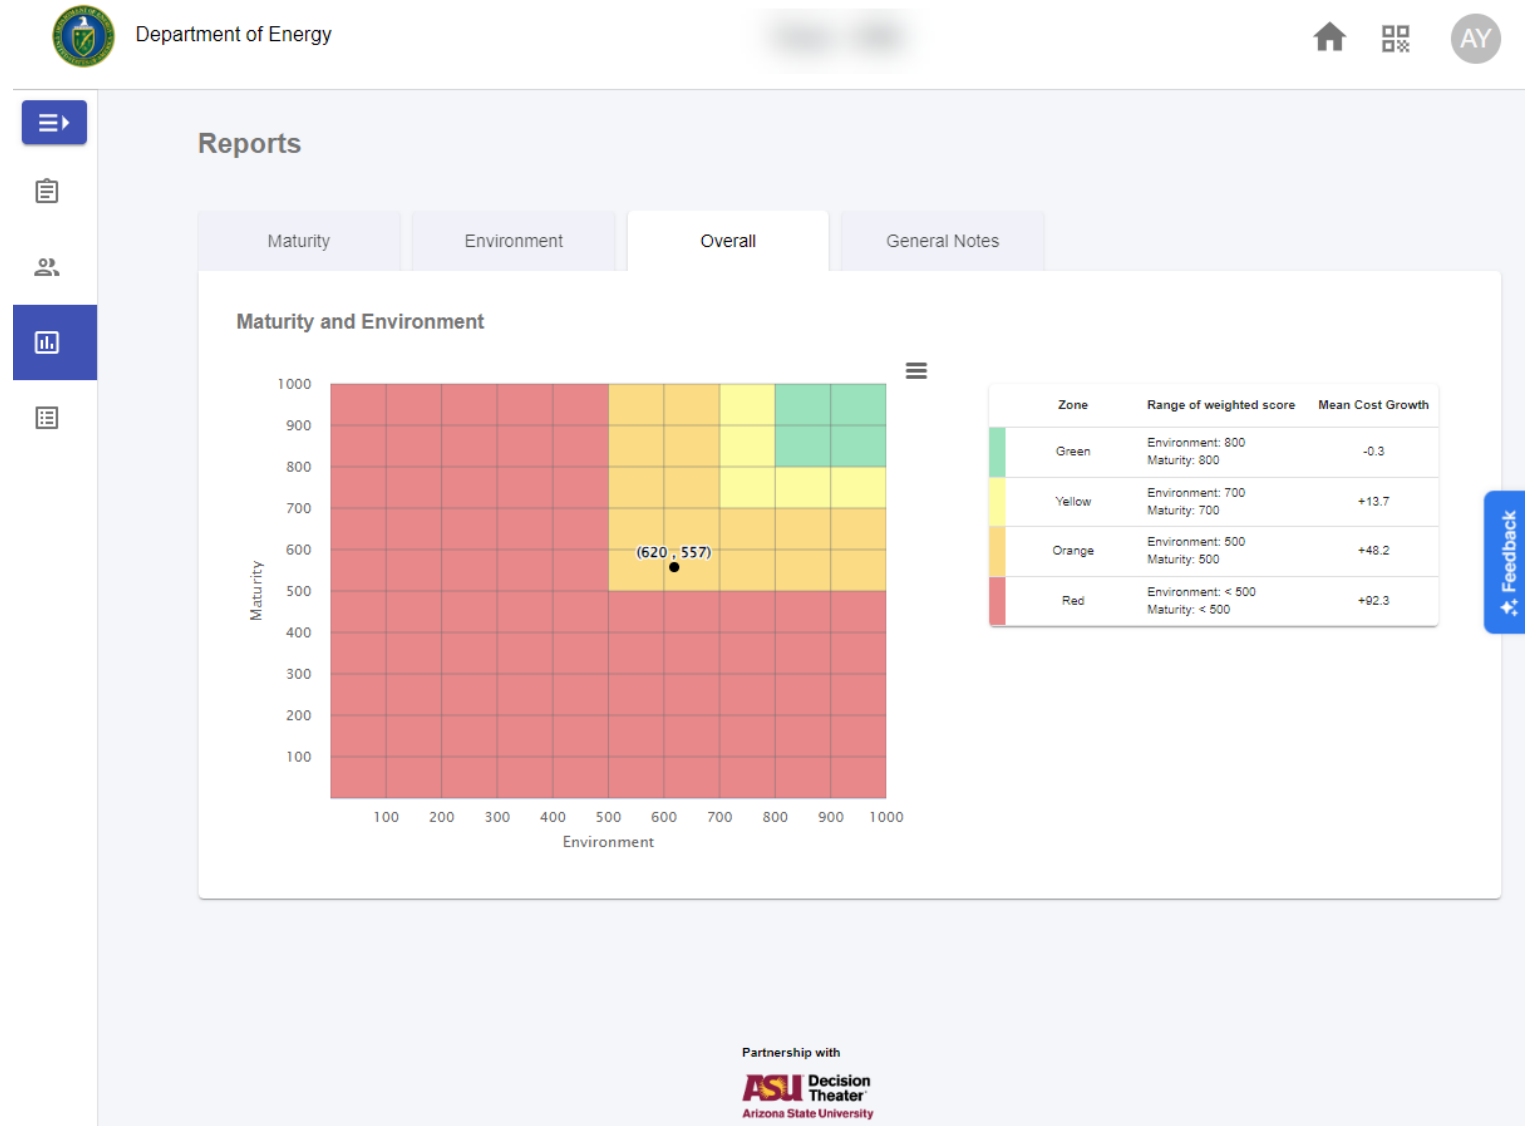 Department of Energy
AY
Reports
Maturity
Environment
Overall
General Notes
Maturity and Environment
1000
900
800
700
600
500
400
300
200
100
Maturity
(620 , 557)
100 200 300 400 500 600 700 800 900 1000
Environment
Zone Range of weighted score Mean Cost Growth
Green Environment: 800 -0.3
Maturity: 800
Yellow Environment: 700 +13.7
Maturity: 700
Orange Environment: 500 +48.2
Maturity: 500
Red Environment: < 500 +92.3
Maturity: < 500
Feedback
Partnership with
ASU Decision
Theater
Arizona State University